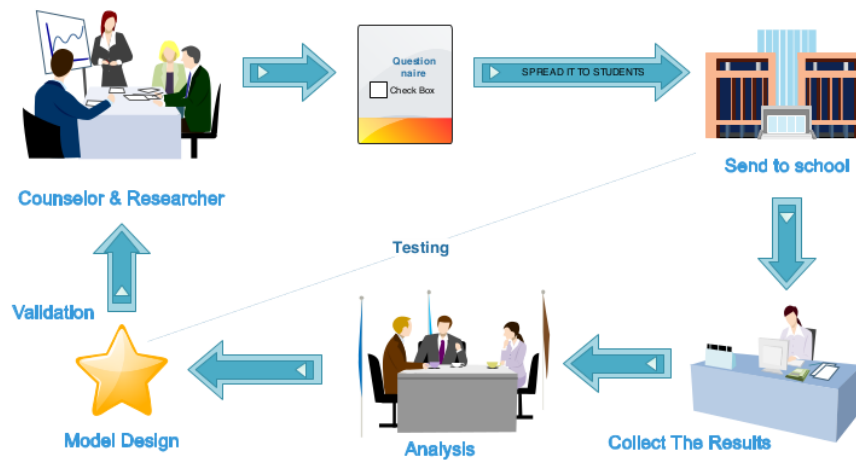 Question
naire
Check Box
SPREAD IT TO STUDENTS
Send to school
Counselor & Researcher
Testing
Validation
Model Design
Analysis
Collect The Results